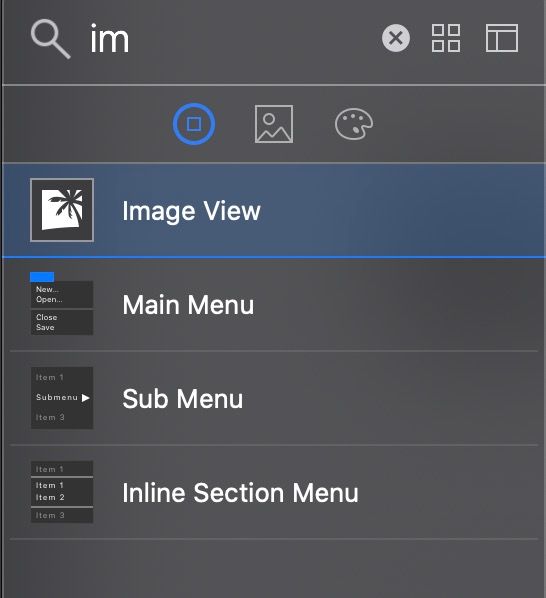 im
Image View
New...
Open...
Close
Save
Main Menu
Item 1
Submenu
Item 3
Sub Menu
Item 1
Item 1
Item 2
Item 3
Inline Section Menu